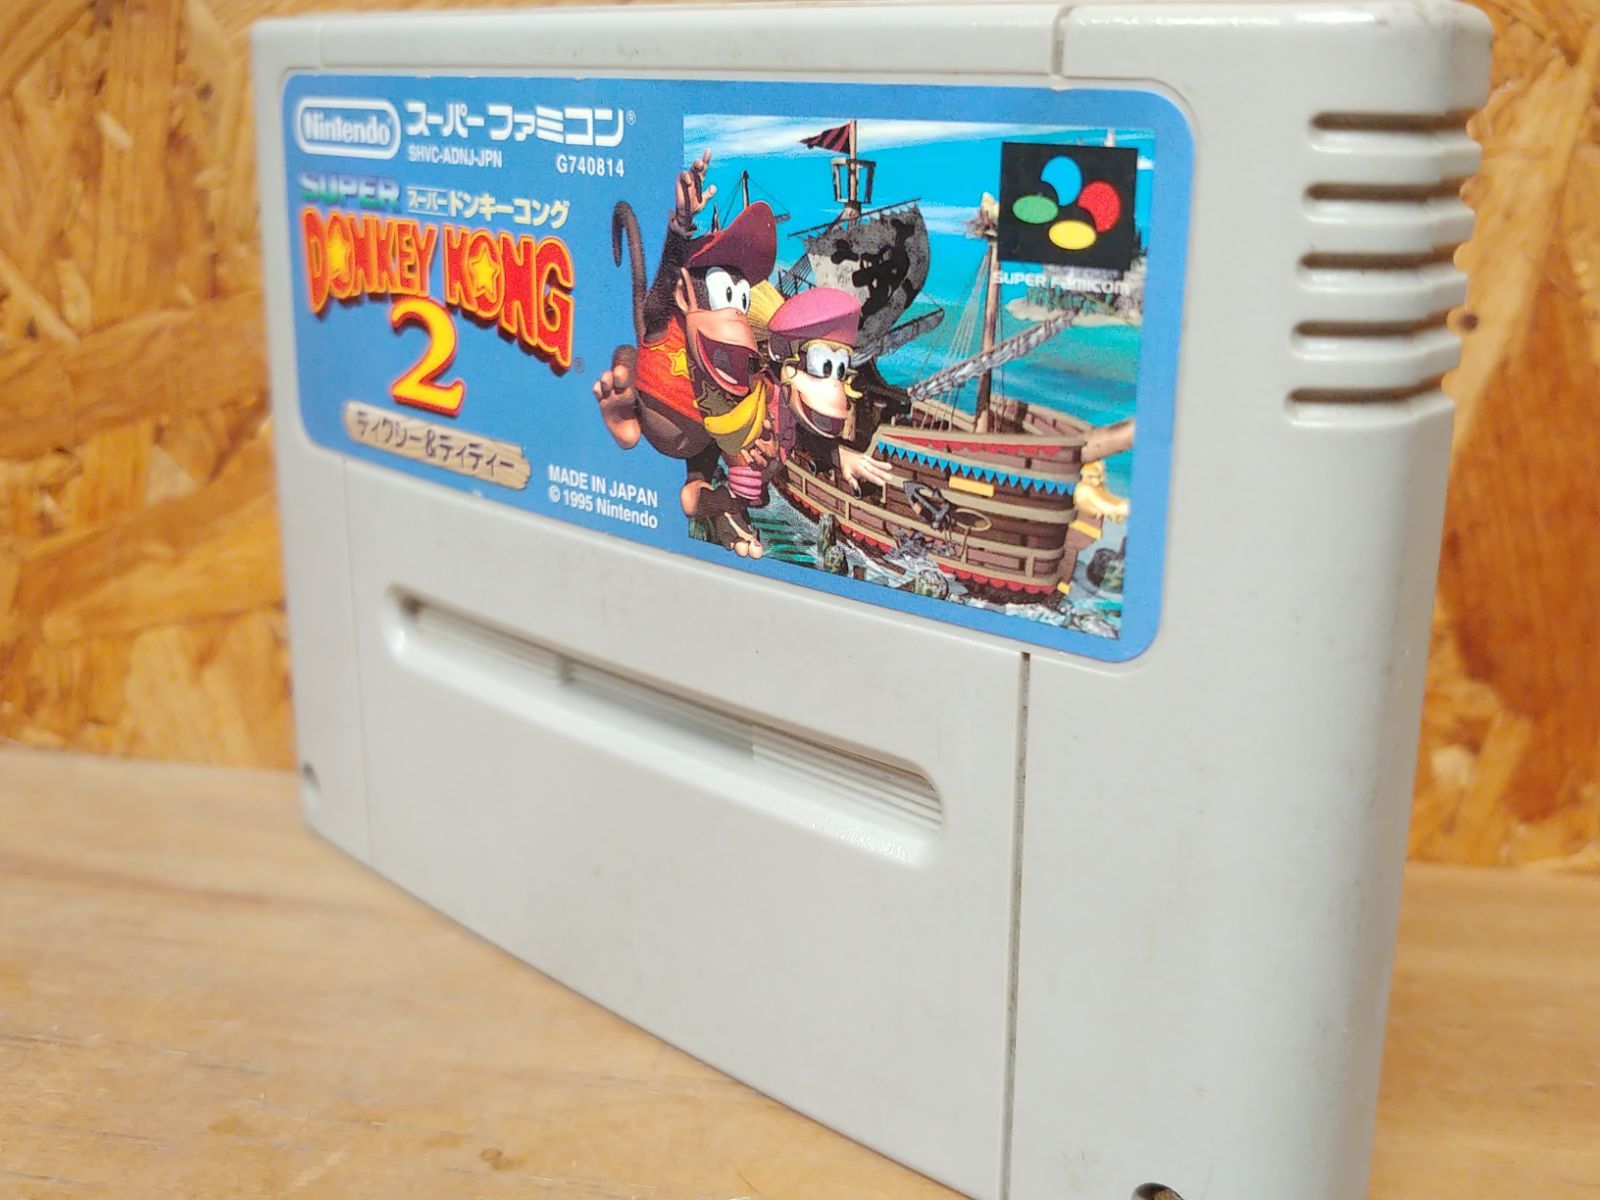 Nintendo スーパーファミコン®
SHVC-ADNJ-JPN G740814
SUPER スーパードンキーコング
DONKEY KONG
2
ディクシー&ディディー
MADE IN JAPAN
© 1995 Nintendo
SUPER FAMICOM